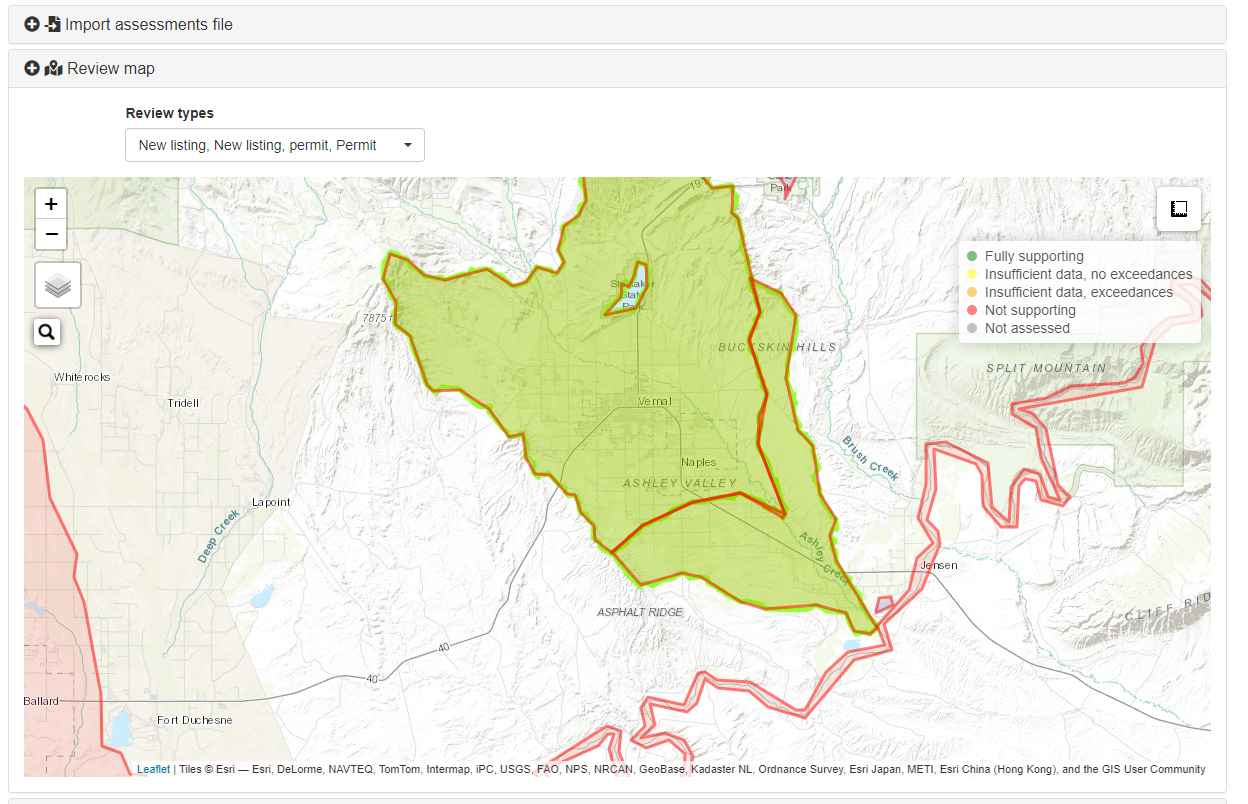 Import assessments file
Review map
Review types
New listing, New listing, permit, Permit
+
−
Park
Fully supporting
Insufficient data, no exceedances
Insufficient data, exceedances
Not supporting
Not assessed
State
Park
7875 ft
BUCKSKIN HILLS
SPLIT MOUNTAIN
Whiterocks
Tridell
Vernal
Brush Creek
Naples
ASHLEY VALLEY
Lapoint
Deep Creek
Ashley Creek
Jensen
ASPHALT RIDGE
CLIFF RID
40
40
Ballard
Fort Duchesne
Leaflet | Tiles © Esri — Esri, DeLorme, NAVTEQ, TomTom, Intermap, iPC, USGS, FAO, NPS, NRCAN, GeoBase, Kadaster NL, Ordnance Survey, Esri Japan, METI, Esri China (Hong Kong), and the GIS User Community